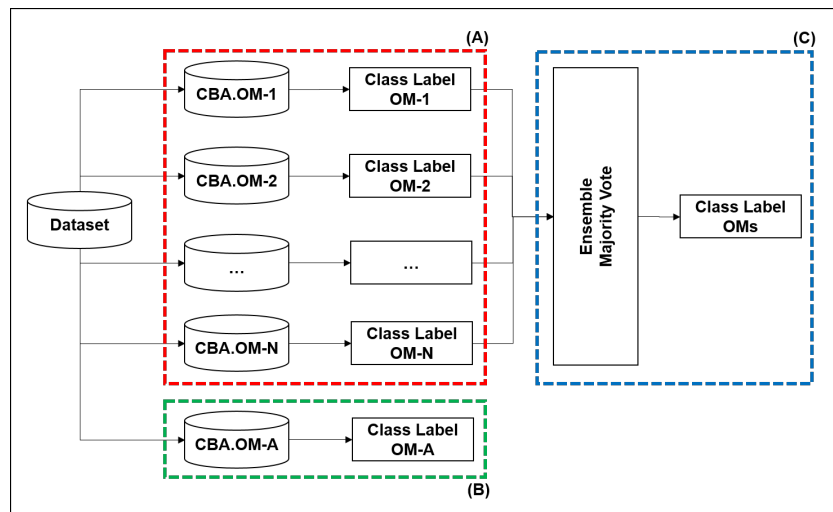 (A)
(C)
CBA.OM-1
Class Label
OM-1
CBA.OM-2
Class Label
OM-2
Dataset
...
...
CBA.OM-N
Class Label
OM-N
Ensemble
Majority Vote
Class Label
OMs
CBA.OM-A
Class Label
OM-A
(B)